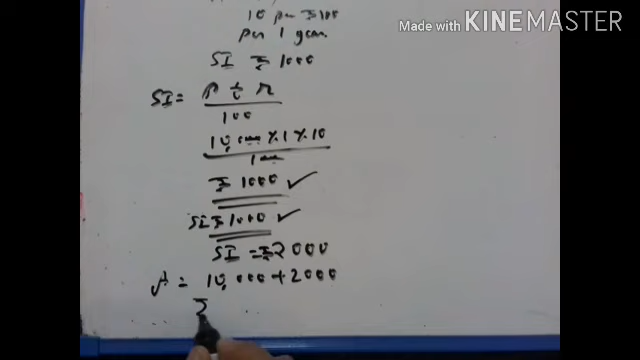 Made with KINEMASTER
10 per ₹100
per 1 year
SI ₹ 1000
SI = p t r
100
10,000 × 1 × 10
100
₹ 1000 ✓
SI ₹ 1000 ✓
SI = ₹2000
A = 10,000 + 2000